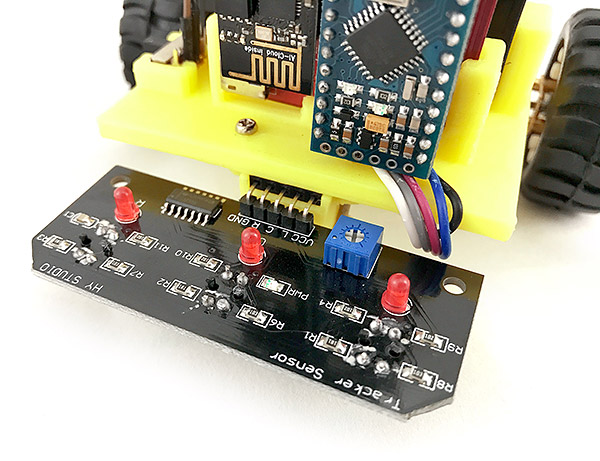 Ai-Cloud inside
VCC L C R GND
R3
R7
R11
R10
R2
HY STUDIO
PWR
R6
R4
R1
R9
R8
Tracker Sensor